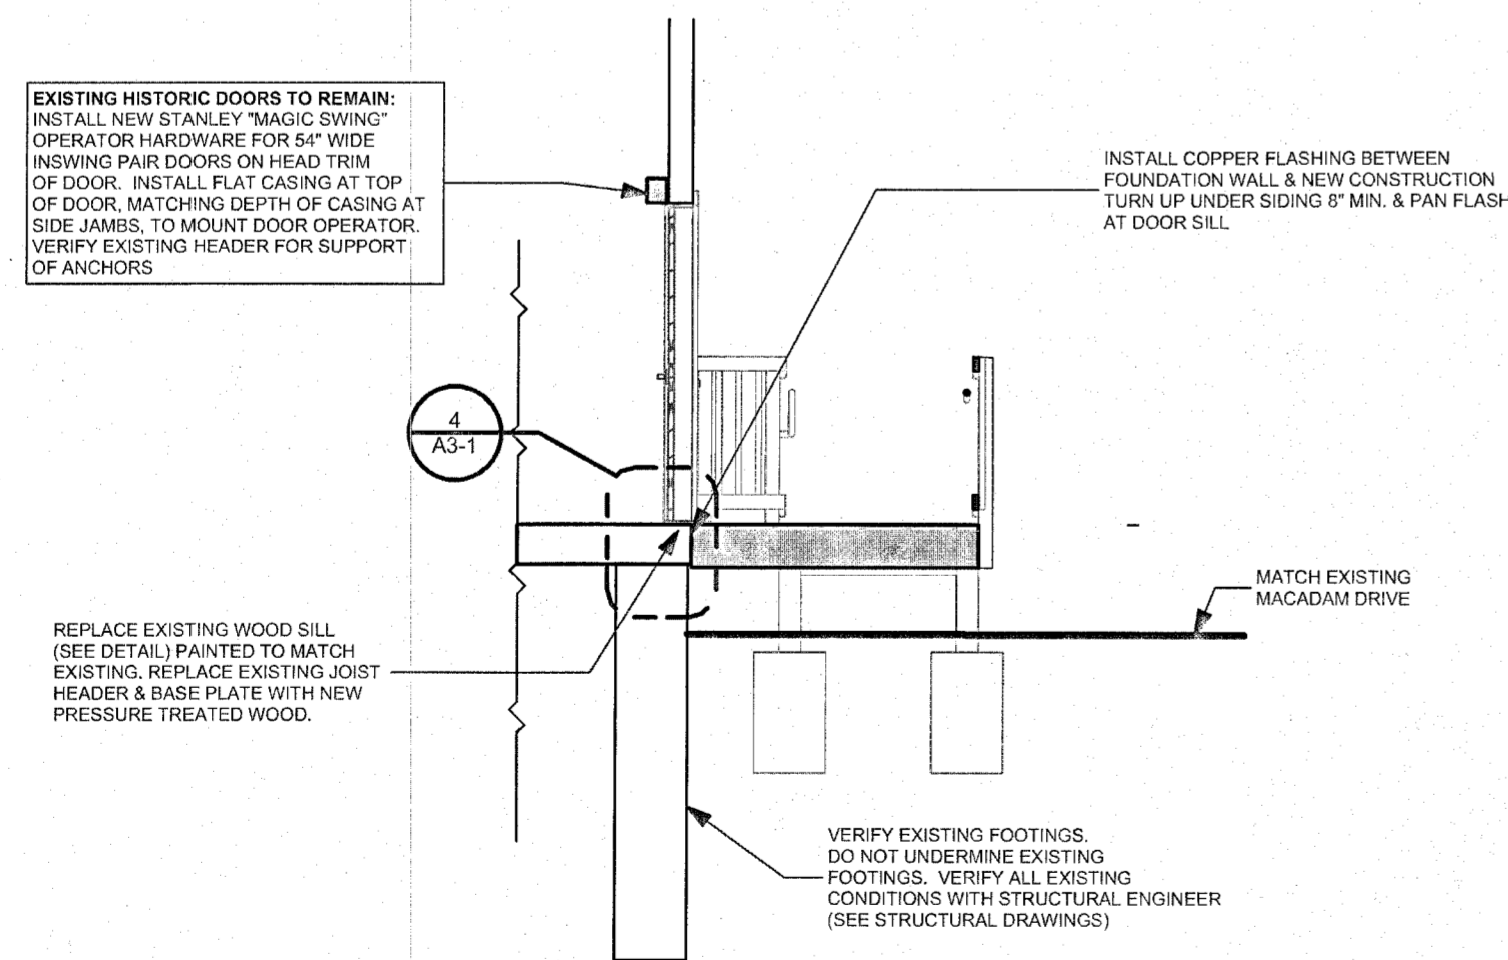 EXISTING HISTORIC DOORS TO REMAIN:
INSTALL NEW STANLEY "MAGIC SWING"
OPERATOR HARDWARE FOR 54" WIDE
INSWING PAIR DOORS ON HEAD TRIM
OF DOOR. INSTALL FLAT CASING AT TOP
OF DOOR, MATCHING DEPTH OF CASING AT
SIDE JAMBS, TO MOUNT DOOR OPERATOR.
VERIFY EXISTING HEADER FOR SUPPORT
OF ANCHORS
INSTALL COPPER FLASHING BETWEEN
FOUNDATION WALL & NEW CONSTRUCTION
TURN UP UNDER SIDING 8" MIN. & PAN FLASH
AT DOOR SILL
4
A3-1
MATCH EXISTING
MACADAM DRIVE
REPLACE EXISTING WOOD SILL
(SEE DETAIL) PAINTED TO MATCH
EXISTING. REPLACE EXISTING JOIST
HEADER & BASE PLATE WITH NEW
PRESSURE TREATED WOOD.
VERIFY EXISTING FOOTINGS.
DO NOT UNDERMINE EXISTING
FOOTINGS. VERIFY ALL EXISTING
CONDITIONS WITH STRUCTURAL ENGINEER
(SEE STRUCTURAL DRAWINGS)